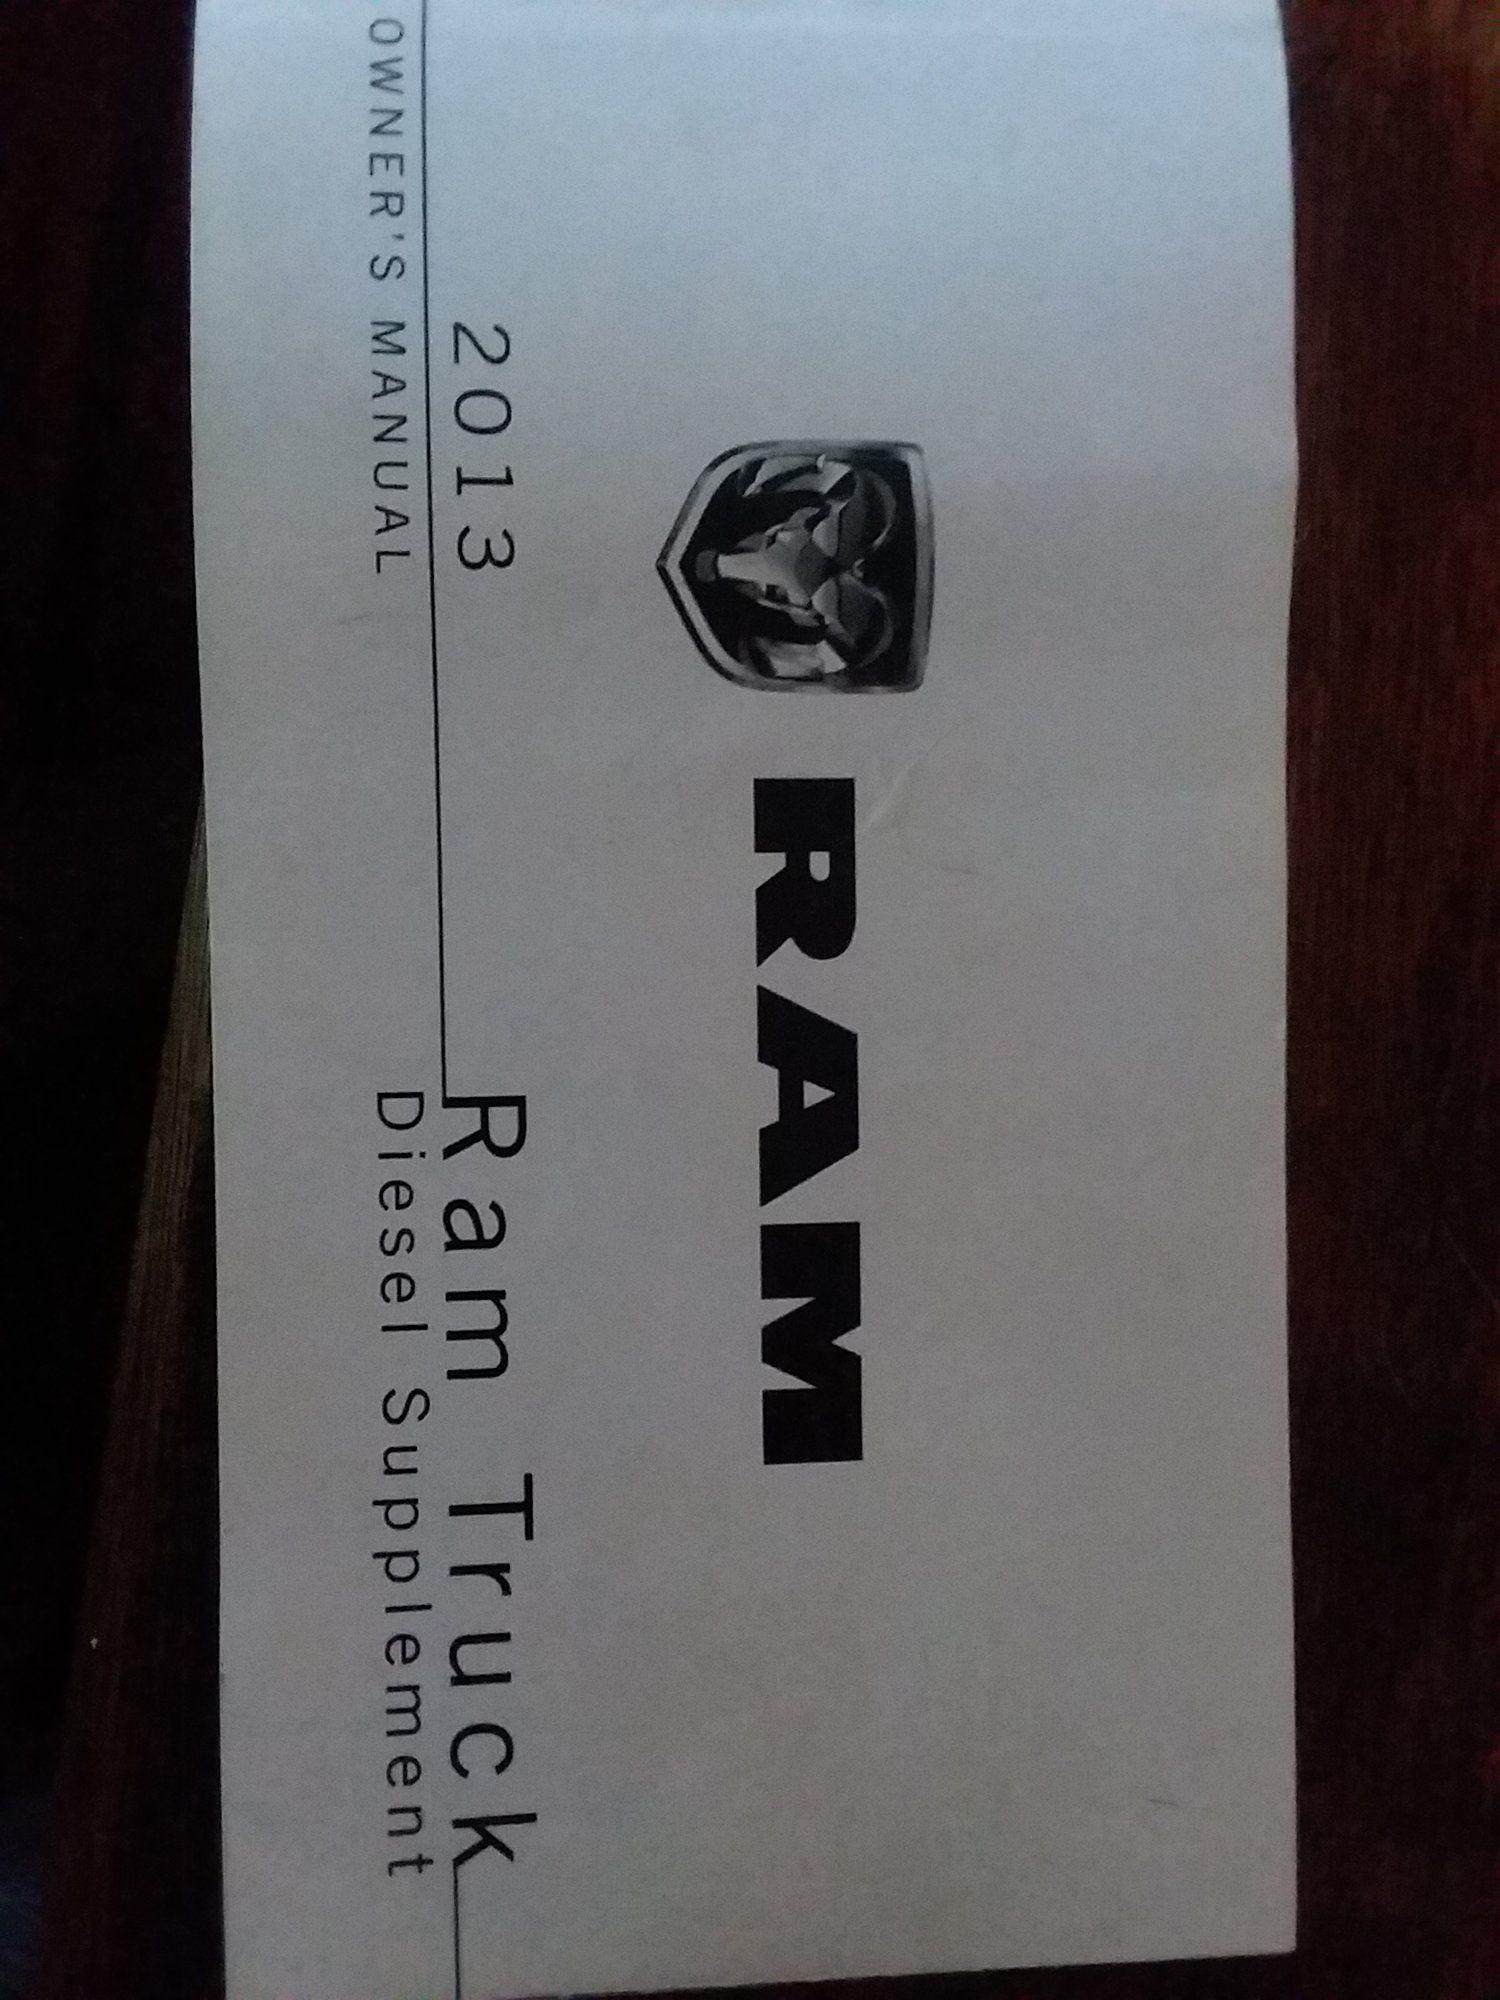 RAM
2013 Ram Truck
OWNER'S MANUAL Diesel Supplement